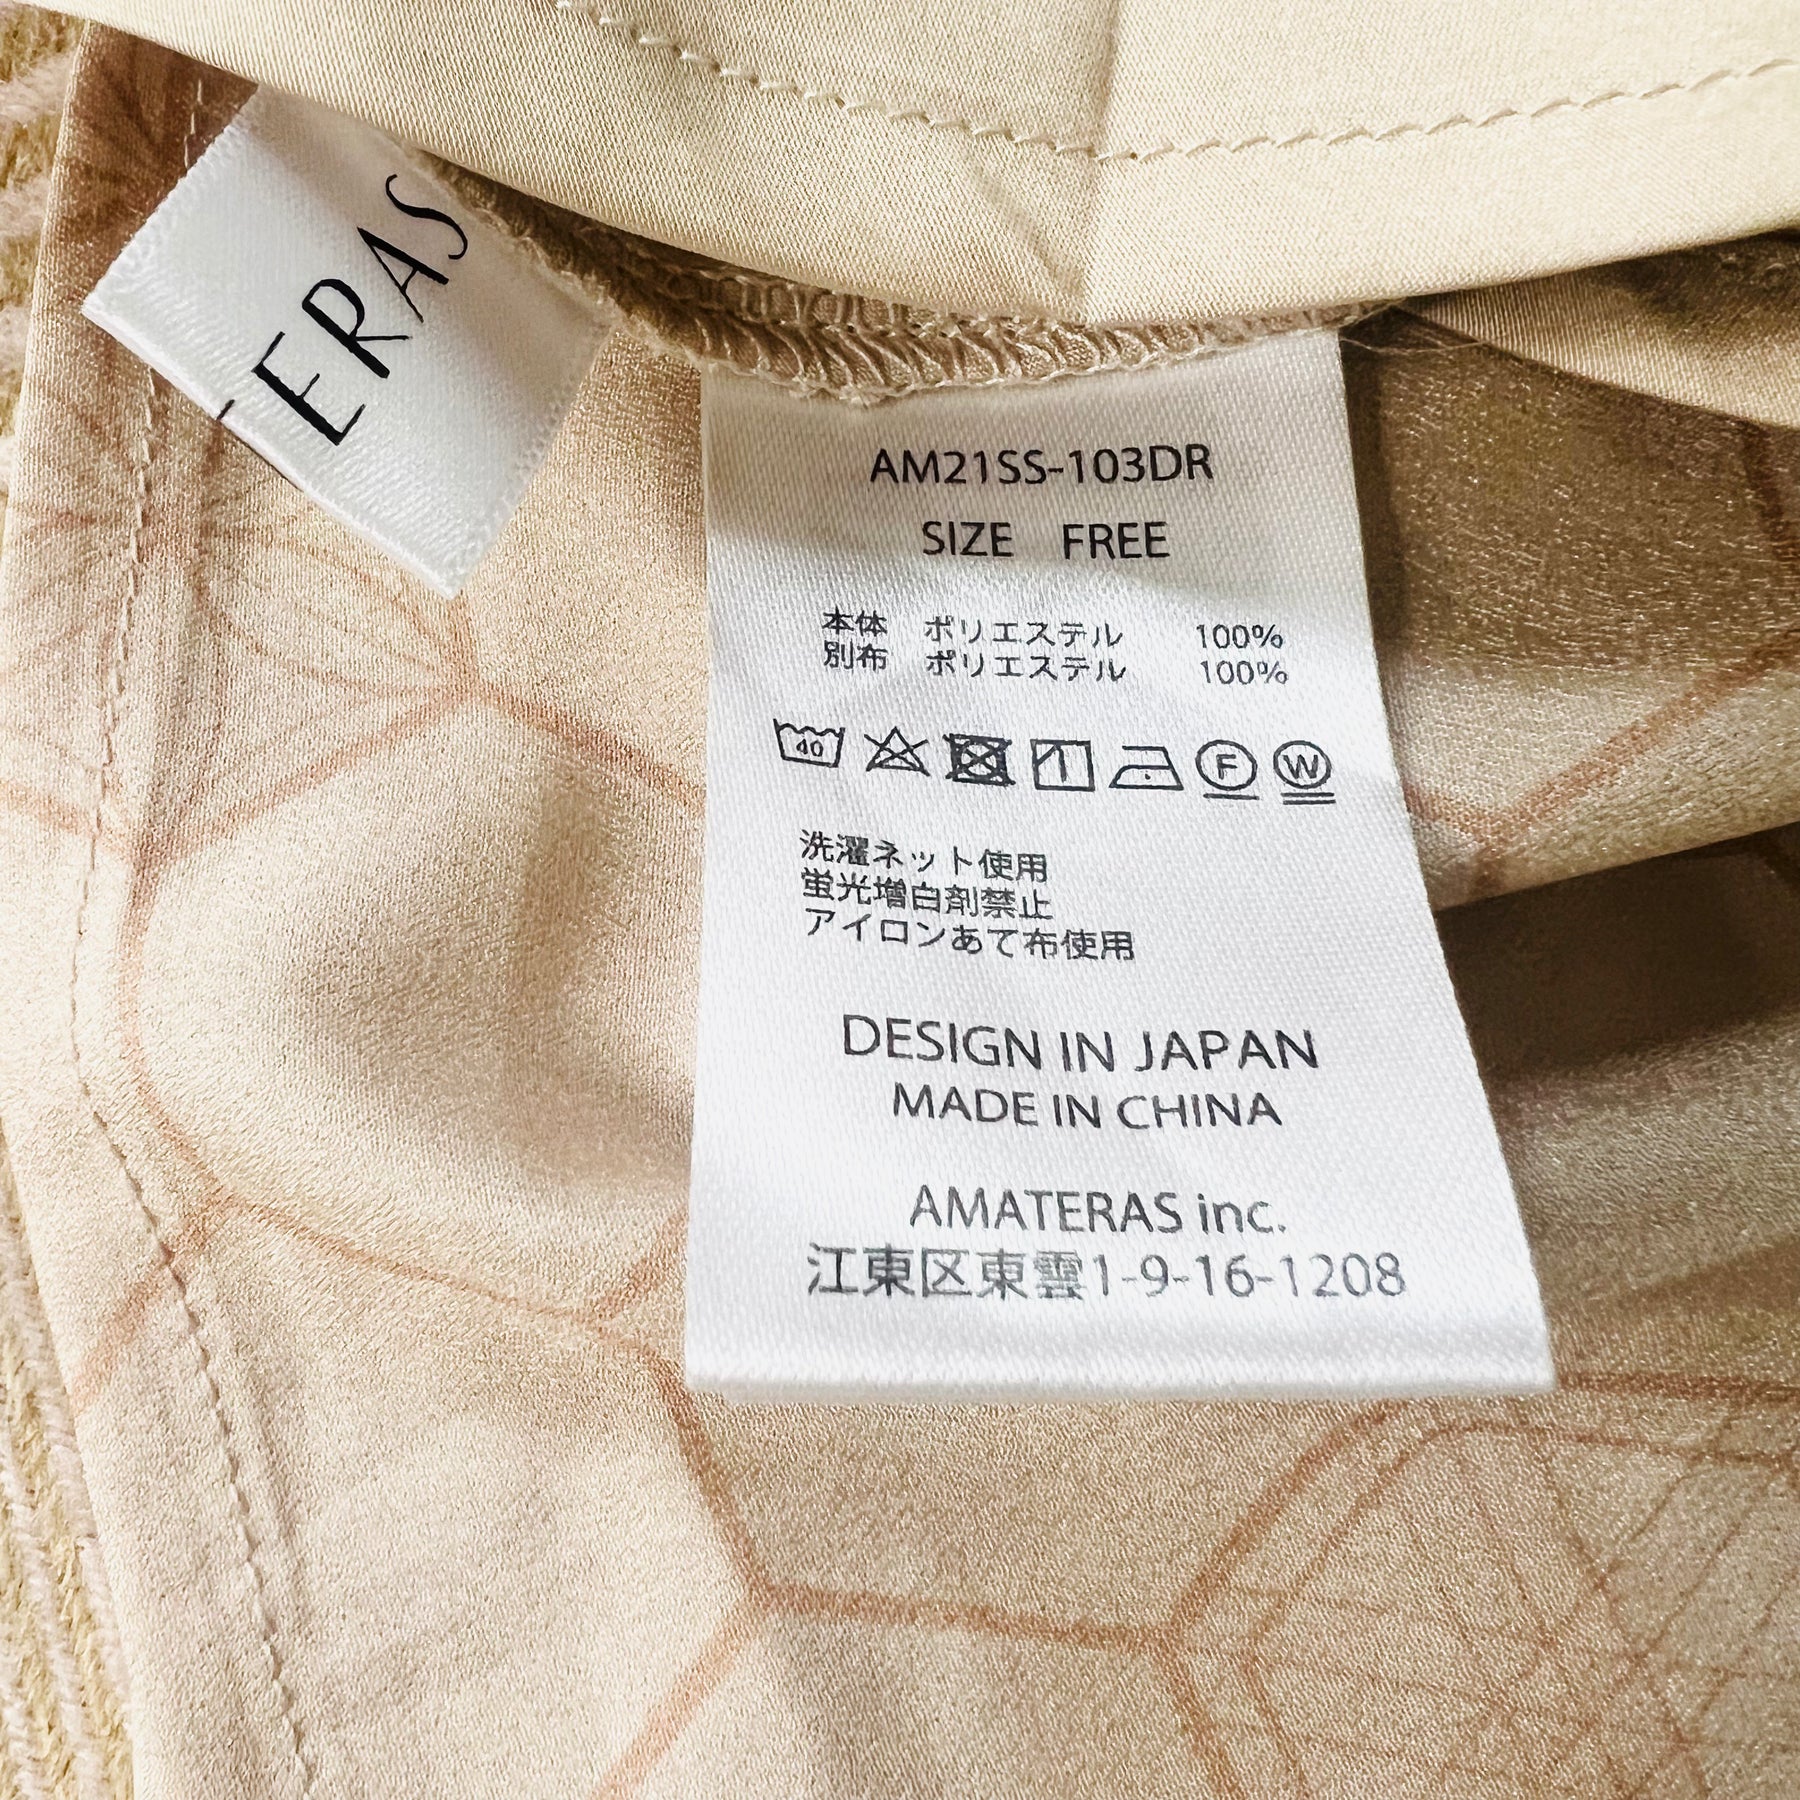 ERAS
AM21SS-103DR
SIZE FREE
本体 ポリエステル 100%
別布 ポリエステル 100%
40 F W
洗濯ネット使用
蛍光増白剤禁止
アイロンあて布使用
DESIGN IN JAPAN
MADE IN CHINA
AMATERAS inc.
江東区東雲1-9-16-1208